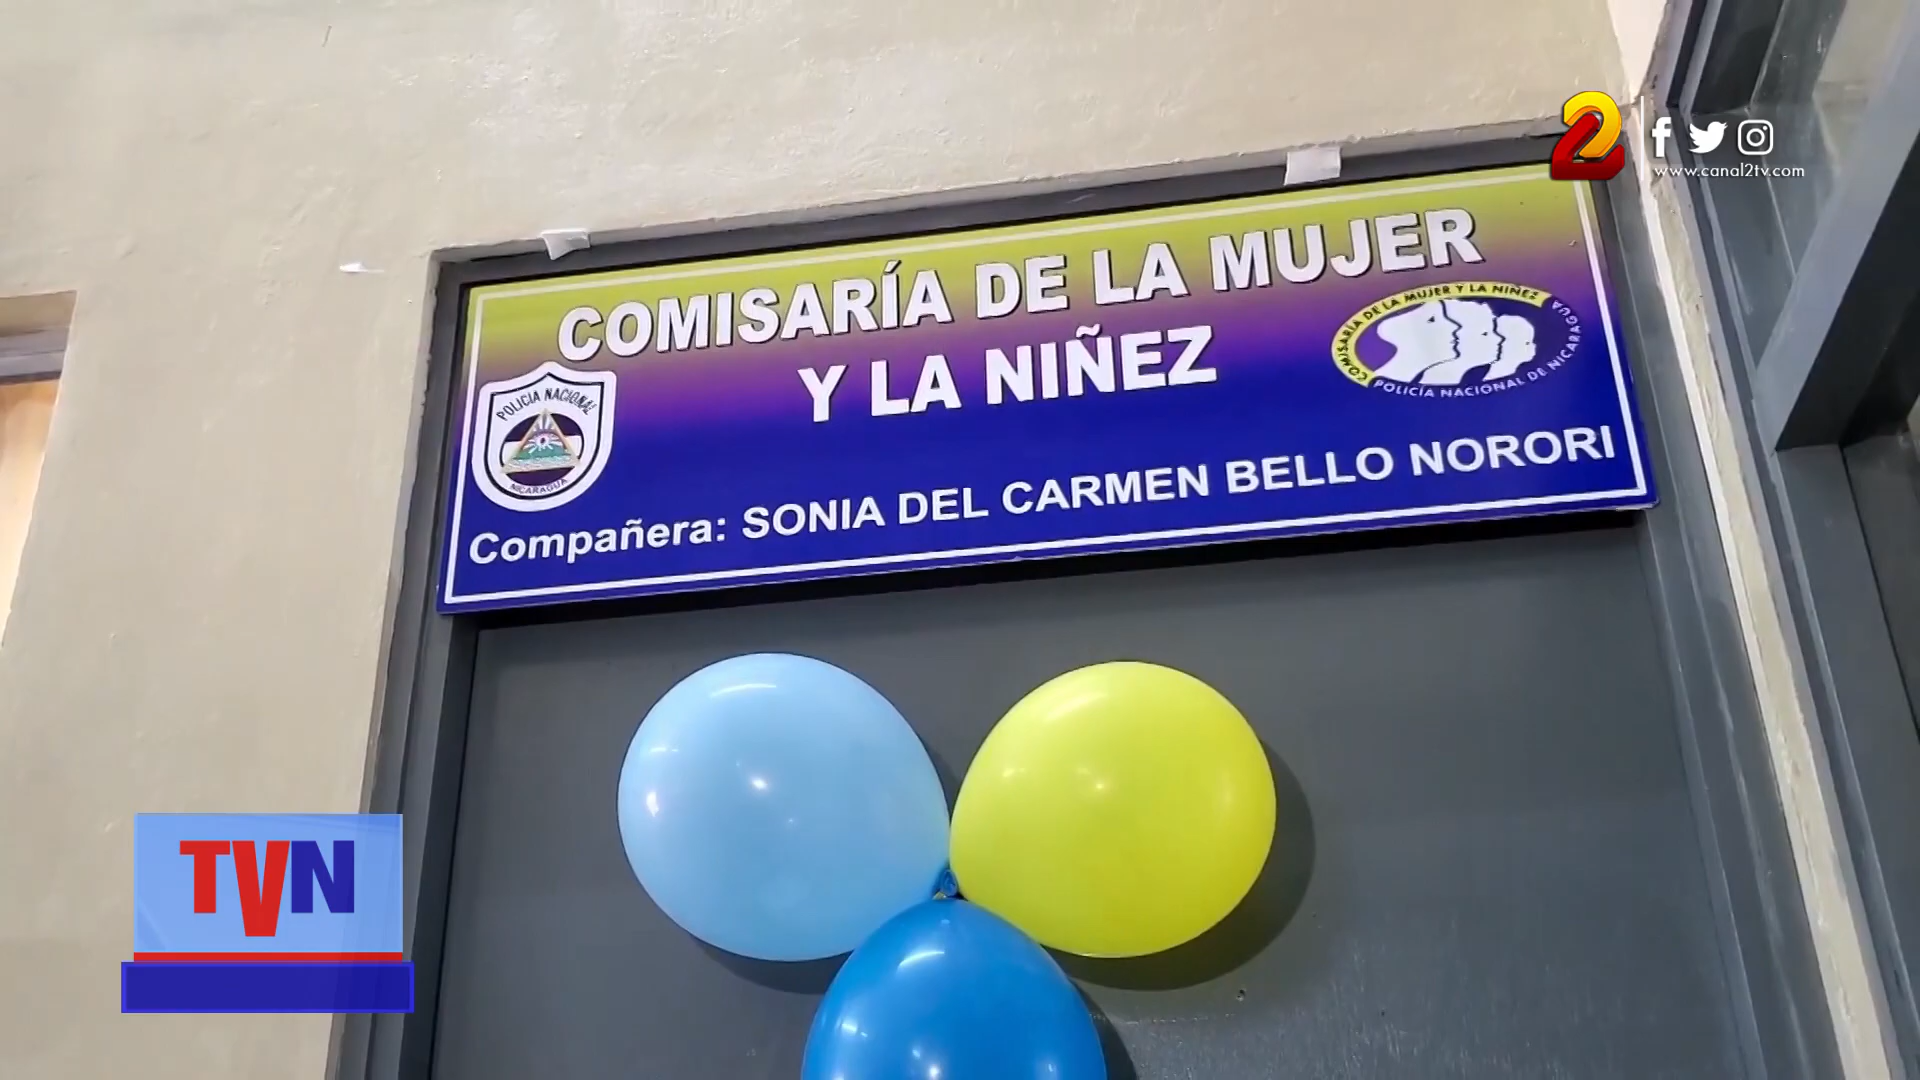 2
www.canal2tv.com
COMISARÍA DE LA MUJER
Y LA NIÑEZ
COMISARÍA DE LA MUJER Y LA NIÑEZ
POLICÍA NACIONAL DE NICARAGUA
POLICIA NACIONAL
NICARAGUA
Compañera: SONIA DEL CARMEN BELLO NORORI
TVN